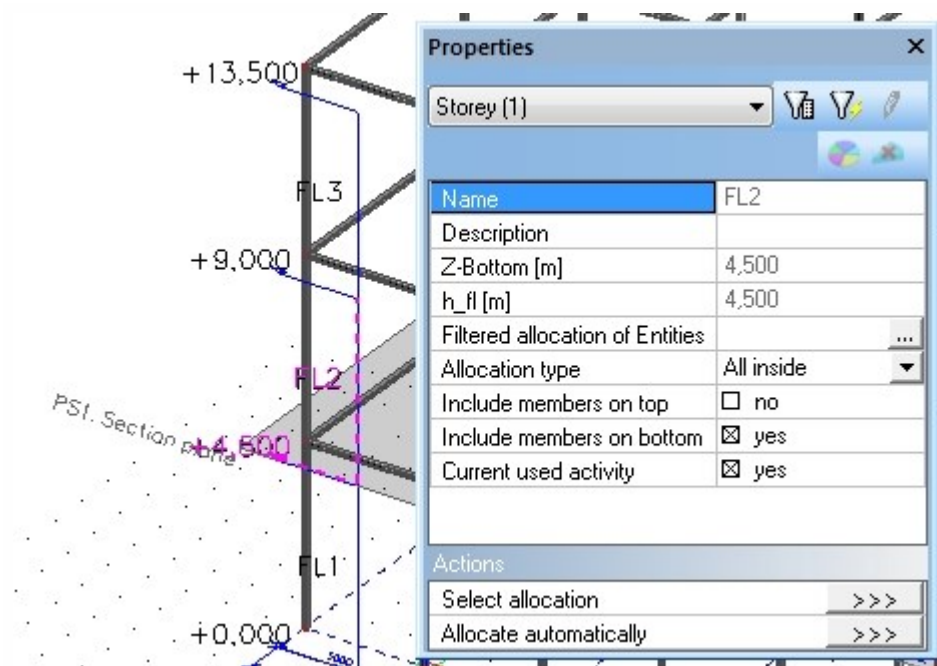 +13,500
FL3
+9,000
FL2
PS1. Section plane
+4,500
FL1
+0,000
5000
Properties
Storey (1)
Name FL2
Description
Z-Bottom [m] 4,500
h_fl [m] 4,500
Filtered allocation of Entities ...
Allocation type All inside
Include members on top no
Include members on bottom yes
Current used activity yes
Actions
Select allocation >>>
Allocate automatically >>>